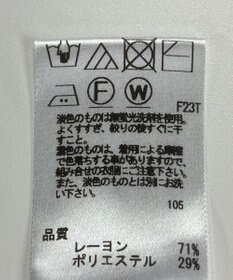 F W
F23T
淡色のものは無蛍光洗剤を使用。
よくすすぎ、絞りの後すぐに干
すこと。
濃色のものは、着用による摩擦
で色落ちする事がありますので、
組み合せの衣類にご注意下さい。
また、淡色のものとは別にお洗
い下さい。
105
品質
レーヨン 71%
ポリエステル 29%